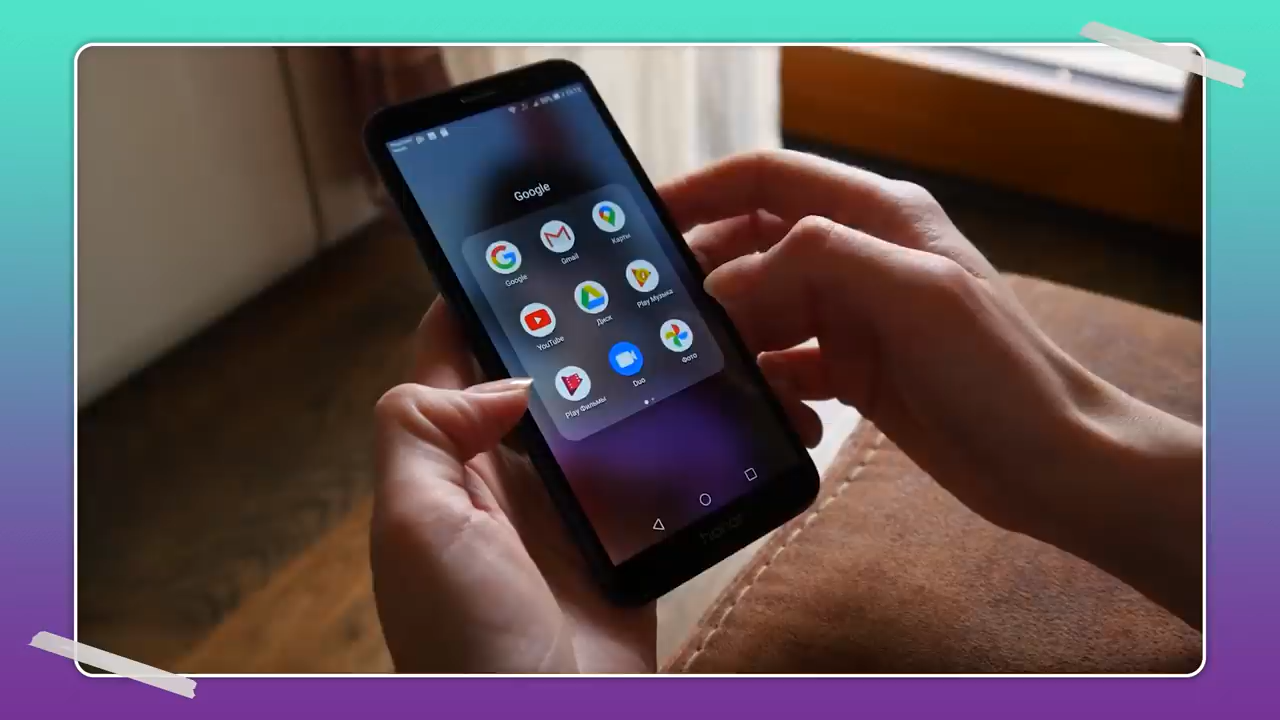 Google
Google
Gmail
Карты
YouTube
Диск
Play Музыка
Play Фильмы
Duo
Фото
honor